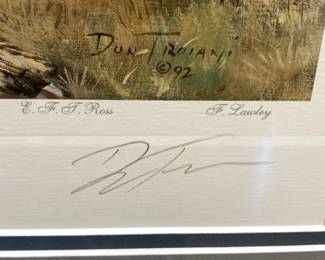 Don Troiani
©92
E. F. T. Ross F. Lawley